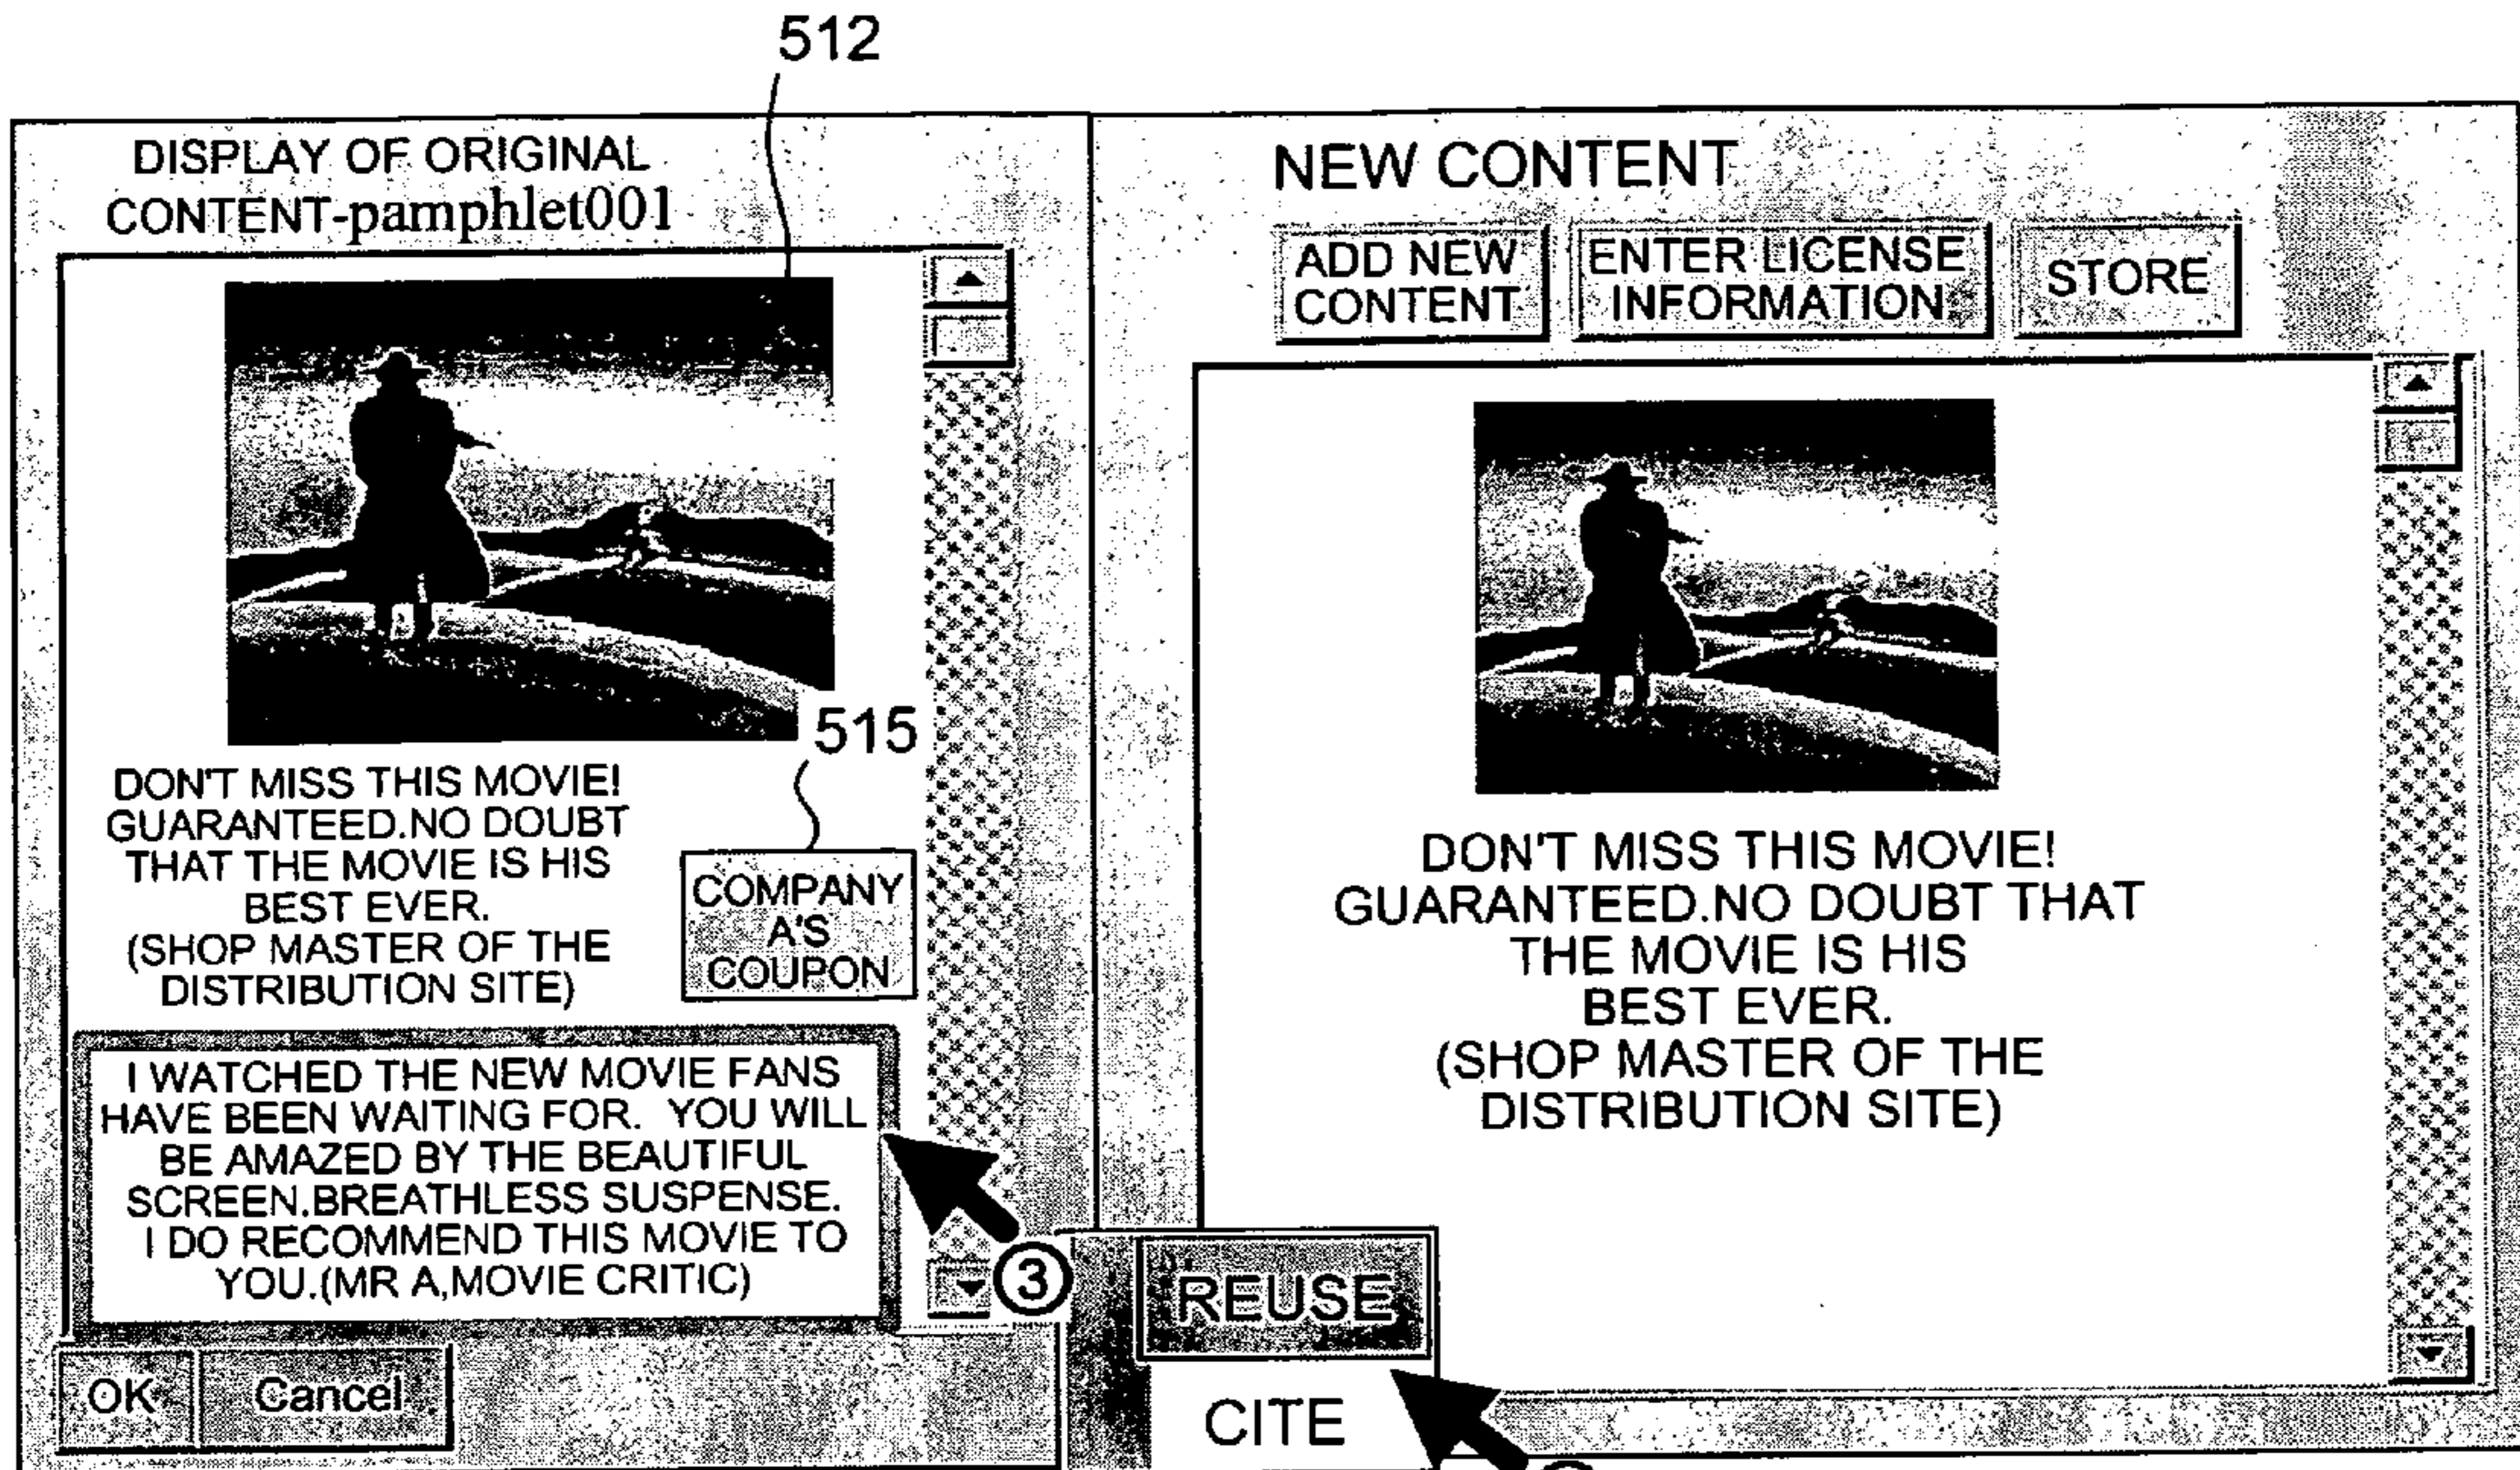 512
DISPLAY OF ORIGINAL
CONTENT-pamphlet001
515
DON'T MISS THIS MOVIE!
GUARANTEED.NO DOUBT
THAT THE MOVIE IS HIS
BEST EVER.
(SHOP MASTER OF THE
DISTRIBUTION SITE)
COMPANY
A'S
COUPON
I WATCHED THE NEW MOVIE FANS
HAVE BEEN WAITING FOR. YOU WILL
BE AMAZED BY THE BEAUTIFUL
SCREEN.BREATHLESS SUSPENSE.
I DO RECOMMEND THIS MOVIE TO
YOU.(MR A,MOVIE CRITIC)
3
OK
Cancel
NEW CONTENT
ADD NEW
CONTENT
ENTER LICENSE
INFORMATION
STORE
DON'T MISS THIS MOVIE!
GUARANTEED.NO DOUBT THAT
THE MOVIE IS HIS
BEST EVER.
(SHOP MASTER OF THE
DISTRIBUTION SITE)
REUSE
CITE